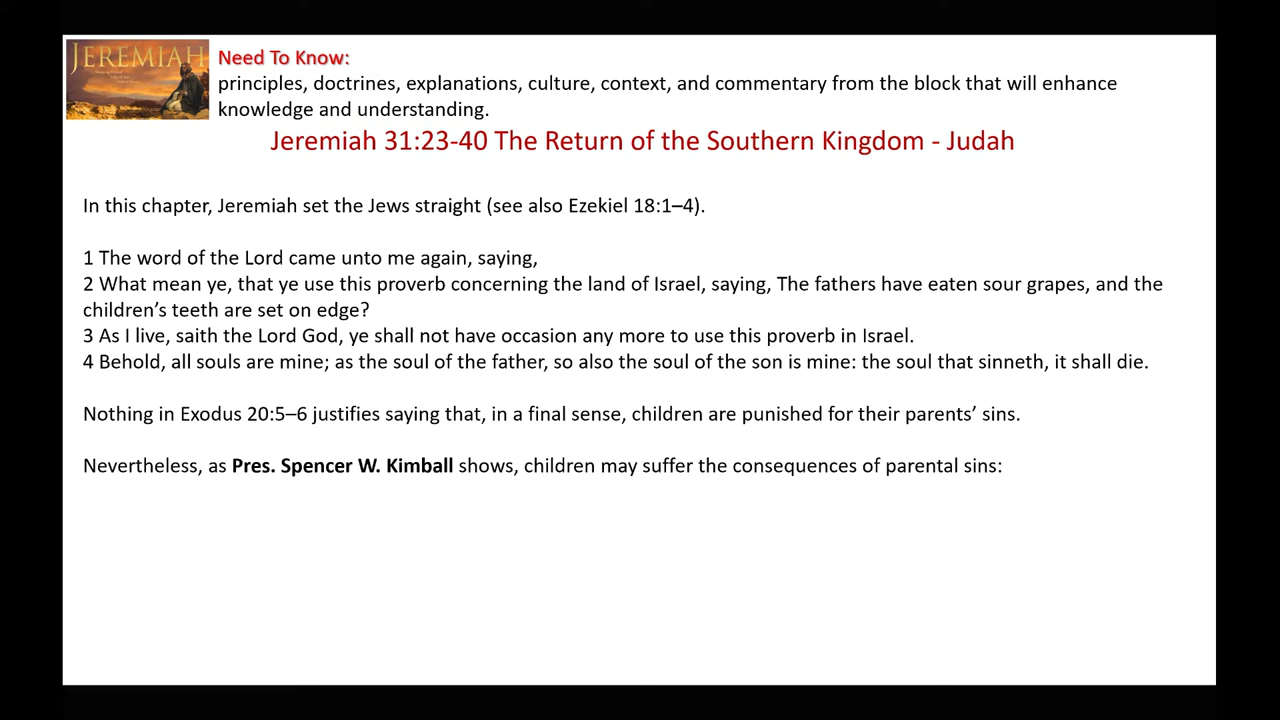 JEREMIAH
Need To Know:
principles, doctrines, explanations, culture, context, and commentary from the block that will enhance
knowledge and understanding.
Jeremiah 31:23-40 The Return of the Southern Kingdom - Judah
In this chapter, Jeremiah set the Jews straight (see also Ezekiel 18:1–4).
1 The word of the Lord came unto me again, saying,
2 What mean ye, that ye use this proverb concerning the land of Israel, saying, The fathers have eaten sour grapes, and the
children’s teeth are set on edge?
3 As I live, saith the Lord God, ye shall not have occasion any more to use this proverb in Israel.
4 Behold, all souls are mine; as the soul of the father, so also the soul of the son is mine: the soul that sinneth, it shall die.
Nothing in Exodus 20:5–6 justifies saying that, in a final sense, children are punished for their parents’ sins.
Nevertheless, as Pres. Spencer W. Kimball shows, children may suffer the consequences of parental sins: